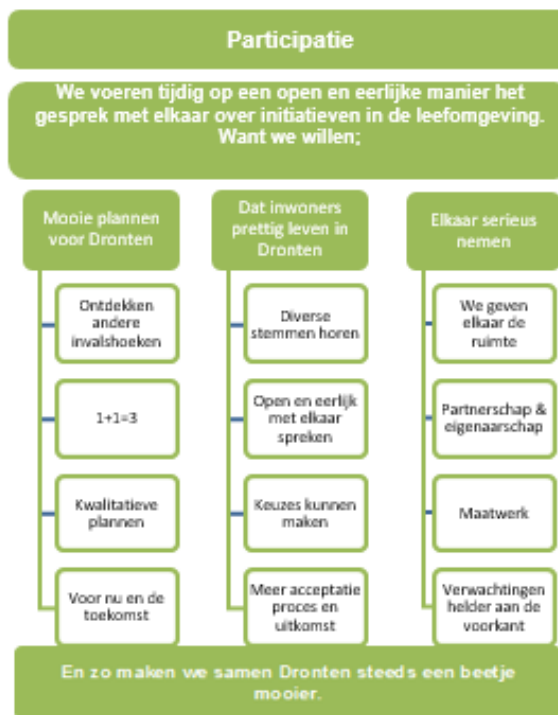 Participatie
We voeren tijdig op een open en eerlijke manier het
gesprek met elkaar over initiatieven in de leefomgeving.
Want we willen;
Mooie plannen
voor Dronten
Ontdekken
andere
invalshoeken
1+1=3
Kwalitatieve
plannen
Voor nu en de
toekomst
Dat inwoners
prettig leven in
Dronten
Diverse
stemmen horen
Open en eerlijk
met elkaar
spreken
Keuzes kunnen
maken
Meer acceptatie
proces en
uitkomst
Elkaar serieus
nemen
We geven
elkaar de
ruimte
Partnerschap &
eigenaarschap
Maatwerk
Verwachtingen
helder aan de
voorkant
En zo maken we samen Dronten steeds een beetje
mooier.